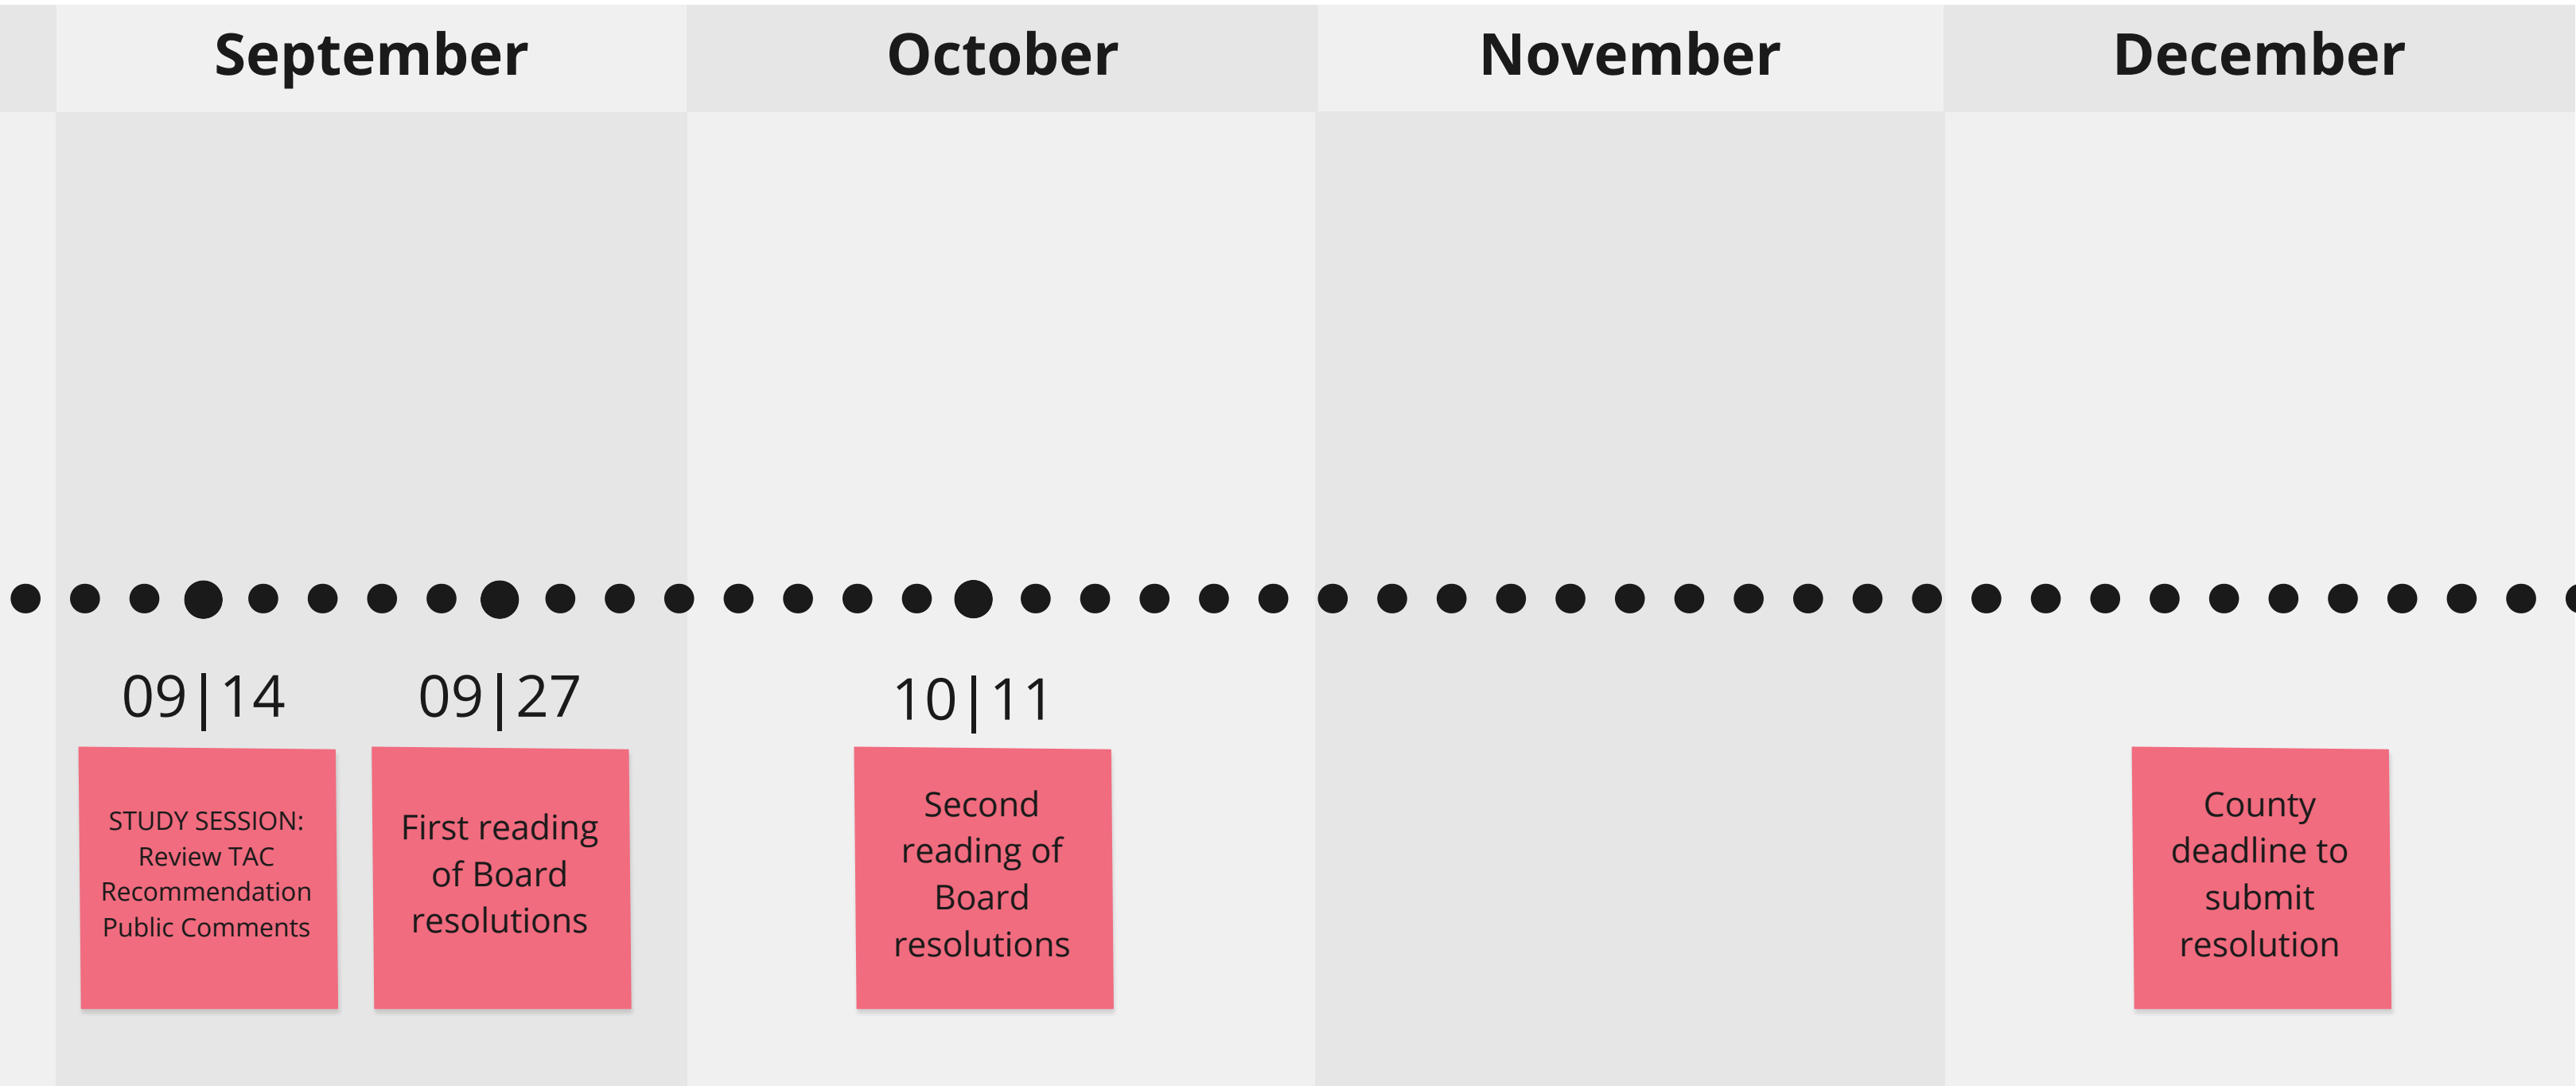 September
October
November
December
09|14
09|27
10|11
STUDY SESSION:
Review TAC
Recommendation
Public Comments
First reading
of Board
resolutions
Second
reading of
Board
resolutions
County
deadline to
submit
resolution